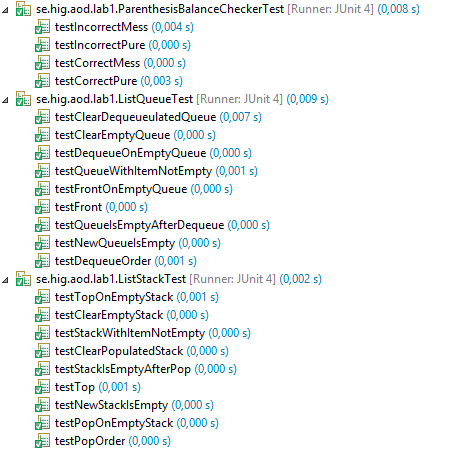 se.hig.aod.lab1.ParenthesisBalanceCheckerTest [Runner: JUnit 4] (0,008 s)
testIncorrectMess (0,004 s)
testIncorrectPure (0,000 s)
testCorrectMess (0,000 s)
testCorrectPure (0,003 s)
se.hig.aod.lab1.ListQueueTest [Runner: JUnit 4] (0,009 s)
testClearDequeueulatedQueue (0,007 s)
testClearEmptyQueue (0,000 s)
testDequeueOnEmptyQueue (0,000 s)
testQueueWithItemNotEmpty (0,001 s)
testFrontOnEmptyQueue (0,000 s)
testFront (0,000 s)
testQueueIsEmptyAfterDequeue (0,000 s)
testNewQueueIsEmpty (0,000 s)
testDequeueOrder (0,001 s)
se.hig.aod.lab1.ListStackTest [Runner: JUnit 4] (0,002 s)
testTopOnEmptyStack (0,001 s)
testClearEmptyStack (0,000 s)
testStackWithItemNotEmpty (0,000 s)
testClearPopulatedStack (0,000 s)
testStackIsEmptyAfterPop (0,000 s)
testTop (0,001 s)
testNewStackIsEmpty (0,000 s)
testPopOnEmptyStack (0,000 s)
testPopOrder (0,000 s)